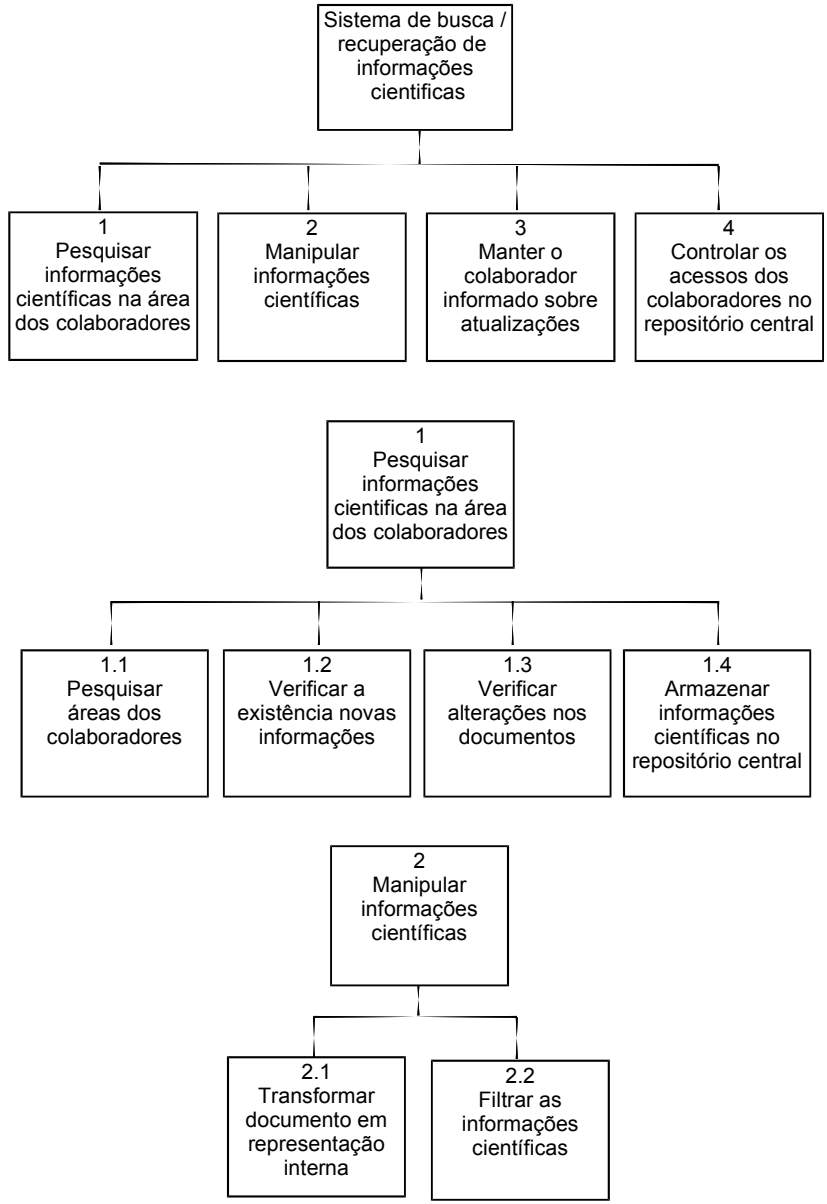 Sistema de busca /
recuperação de
informações
cientificas
1
Pesquisar
informações
científicas na área
dos colaboradores
2
Manipular
informações
científicas
3
Manter o
colaborador
informado sobre
atualizações
4
Controlar os
acessos dos
colaboradores no
repositório central
1
Pesquisar
informações
cientificas na área
dos colaboradores
1.1
Pesquisar
áreas dos
colaboradores
1.2
Verificar a
existência novas
informações
1.3
Verificar
alterações nos
documentos
1.4
Armazenar
informações
científicas no
repositório central
2
Manipular
informações
científicas
2.1
Transformar
documento em
representação
interna
2.2
Filtrar as
informações
científicas